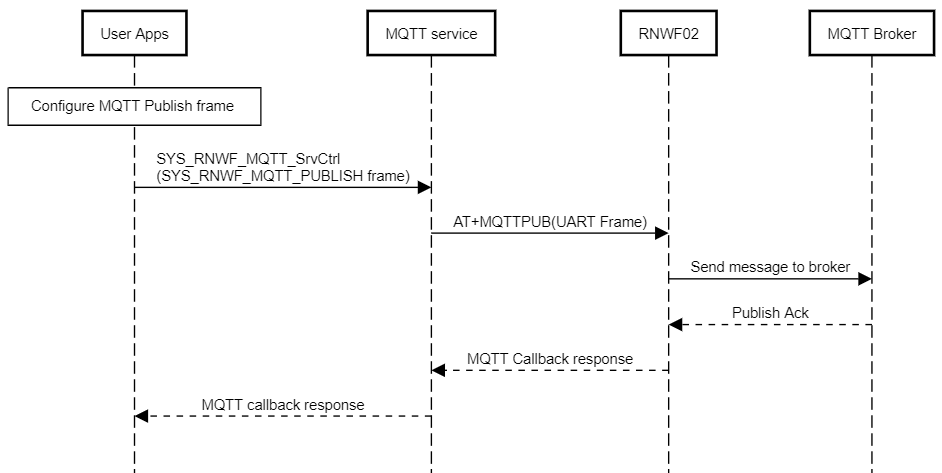 User Apps
MQTT service
RNWF02
MQTT Broker
Configure MQTT Publish frame
SYS_RNWF_MQTT_SrvCtrl
(SYS_RNWF_MQTT_PUBLISH frame)
AT+MQTTPUB(UART Frame)
Send message to broker
Publish Ack
MQTT Callback response
MQTT callback response